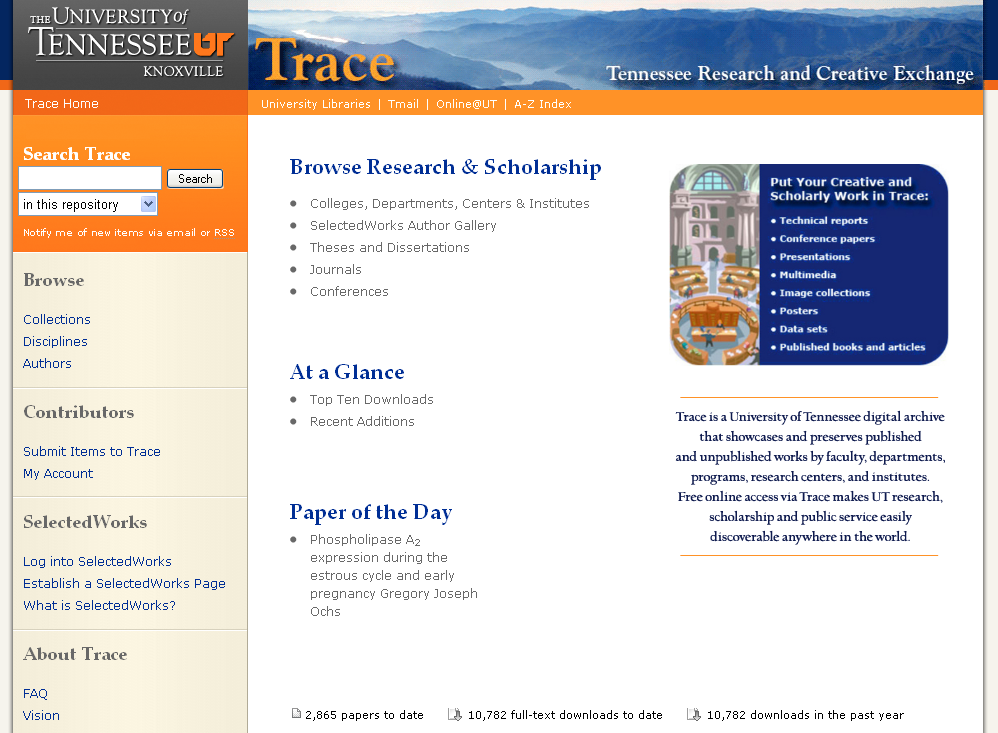 THE UNIVERSITY of
TENNESSEE UT
KNOXVILLE
Trace
Tennessee Research and Creative Exchange
Trace Home
University Libraries | Tmail | Online@UT | A-Z Index
Search Trace
Search
in this repository
Notify me of new items via email or RSS
Browse
Collections
Disciplines
Authors
Contributors
Submit Items to Trace
My Account
SelectedWorks
Log into SelectedWorks
Establish a SelectedWorks Page
What is SelectedWorks?
About Trace
FAQ
Vision
Browse Research & Scholarship
• Colleges, Departments, Centers & Institutes
• SelectedWorks Author Gallery
• Theses and Dissertations
• Journals
• Conferences
At a Glance
• Top Ten Downloads
• Recent Additions
Paper of the Day
• Phospholipase A2
expression during the
estrous cycle and early
pregnancy Gregory Joseph
Ochs
Put Your Creative and
Scholarly Work in Trace:
• Technical reports
• Conference papers
• Presentations
• Multimedia
• Image collections
• Posters
• Data sets
• Published books and articles
Trace is a University of Tennessee digital archive
that showcases and preserves published
and unpublished works by faculty, departments,
programs, research centers, and institutes.
Free online access via Trace makes UT research,
scholarship and public service easily
discoverable anywhere in the world.
2,865 papers to date
10,782 full-text downloads to date
10,782 downloads in the past year